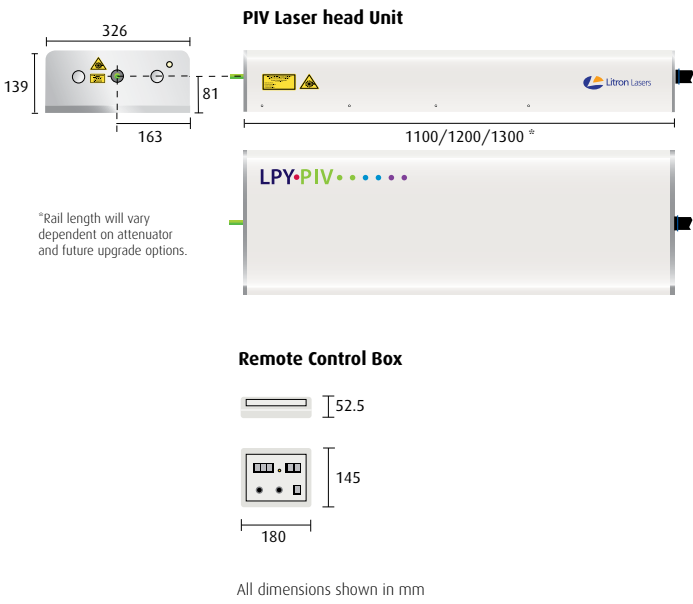 PIV Laser head Unit
326
139
81
163
Litron Lasers
1100/1200/1300 *
LPY•PIV
*Rail length will vary
dependent on attenuator
and future upgrade options.
Remote Control Box
52.5
145
180
All dimensions shown in mm